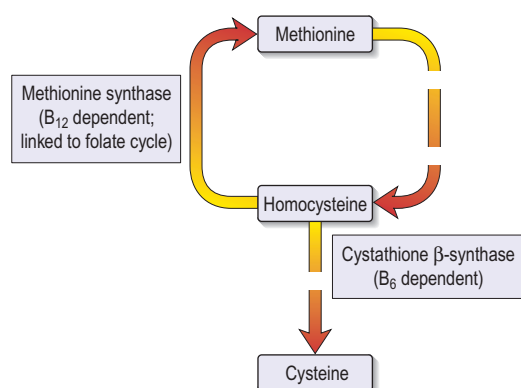 Methionine
Methionine synthase
(B₁₂ dependent;
linked to folate cycle)
Homocysteine
Cystathione β-synthase
(B₆ dependent)
Cysteine